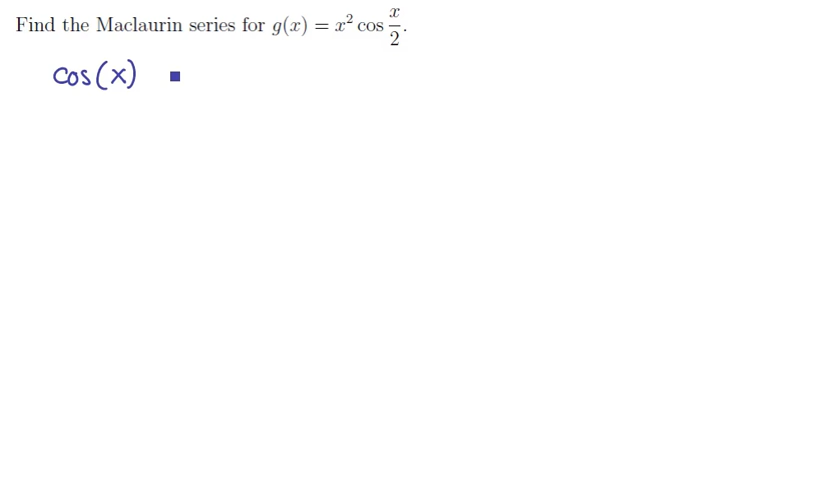 Find the Maclaurin series for g(x) = x² cos x/2.
cos(x)